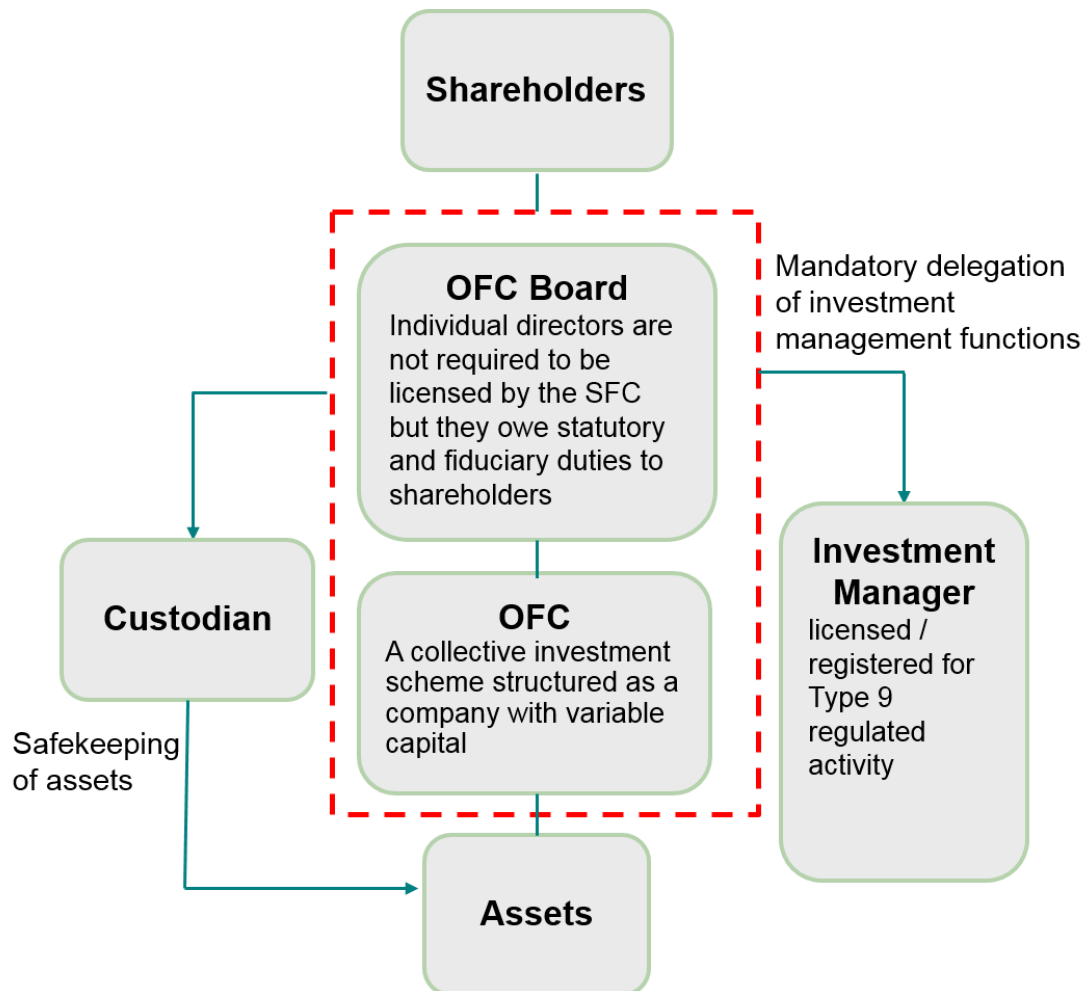 Shareholders
OFC Board
Individual directors are
not required to be
licensed by the SFC
but they owe statutory
and fiduciary duties to
shareholders
Mandatory delegation
of investment
management functions
Custodian
OFC
A collective investment
scheme structured as a
company with variable
capital
Investment
Manager
licensed /
registered for
Type 9
regulated
activity
Safekeeping
of assets
Assets